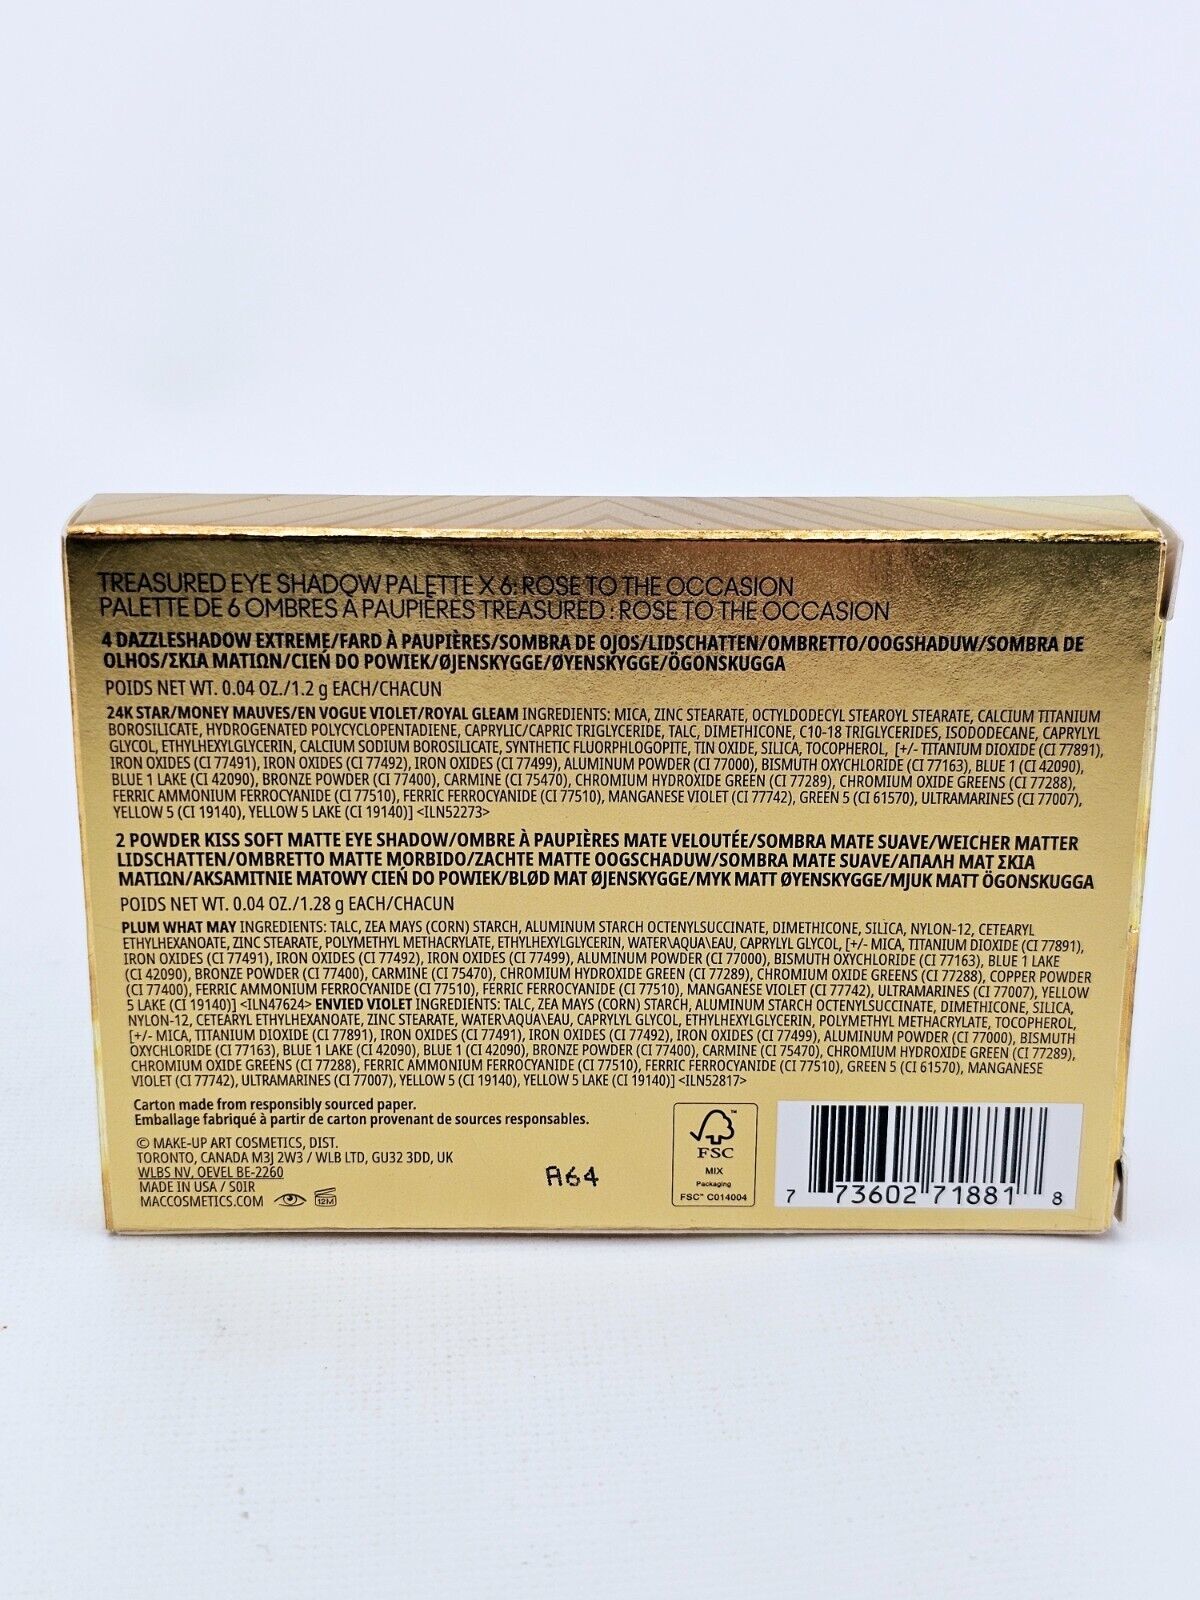 TREASURED EYE SHADOW PALETTE X 6: ROSE TO THE OCCASION
PALETTE DE 6 OMBRES À PAUPIÈRES TREASURED : ROSE TO THE OCCASION
4 DAZZLESHADOW EXTREME/FARD À PAUPIÈRES/SOMBRA DE OJOS/LIDSCHATTEN/OMBRETTO/OOGSHADUW/SOMBRA DE
OLHOS/ΣΚΙΑ ΜΑΤΙΩΝ/CIEŃ DO POWIEK/ØJENSKYGGE/ØYENSKYGGE/ÖGONSKUGGA
POIDS NET WT. 0.04 OZ./1.2 g EACH/CHACUN
24K STAR/MONEY MAUVES/EN VOGUE VIOLET/ROYAL GLEAM INGREDIENTS: MICA, ZINC STEARATE, OCTYLDODECYL STEAROYL STEARATE, CALCIUM TITANIUM
BOROSILICATE, HYDROGENATED POLYCYCLOPENTADIENE, CAPRYLIC/CAPRIC TRIGLYCERIDE, TALC, DIMETHICONE, C10-18 TRIGLYCERIDES, ISODODECANE, CAPRYLYL
GLYCOL, ETHYLHEXYLGLYCERIN, CALCIUM SODIUM BOROSILICATE, SYNTHETIC FLUORPHLOGOPITE, TIN OXIDE, SILICA, TOCOPHEROL, [+/- TITANIUM DIOXIDE (CI 77891),
IRON OXIDES (CI 77491), IRON OXIDES (CI 77492), IRON OXIDES (CI 77499), ALUMINUM POWDER (CI 77000), BISMUTH OXYCHLORIDE (CI 77163), BLUE 1 (CI 42090),
BLUE 1 LAKE (CI 42090), BRONZE POWDER (CI 77400), CARMINE (CI 75470), CHROMIUM HYDROXIDE GREEN (CI 77289), CHROMIUM OXIDE GREENS (CI 77288),
FERRIC AMMONIUM FERROCYANIDE (CI 77510), FERRIC FERROCYANIDE (CI 77510), MANGANESE VIOLET (CI 77742), GREEN 5 (CI 61570), ULTRAMARINES (CI 77007),
YELLOW 5 (CI 19140), YELLOW 5 LAKE (CI 19140)] <ILN52273>
2 POWDER KISS SOFT MATTE EYE SHADOW/OMBRE À PAUPIÈRES MATE VELOUTÉE/SOMBRA MATE SUAVE/WEICHER MATTER
LIDSCHATTEN/OMBRETTO MATTE MORBIDO/ZACHTE MATTE OOGSCHADUW/SOMBRA MATE SUAVE/ΑΠΑΛΗ ΜΑΤ ΣΚΙΑ
ΜΑΤΙΩΝ/AKSAMITNIE MATOWY CIEŃ DO POWIEK/BLØD MAT ØJENSKYGGE/MYK MATT ØYENSKYGGE/MJUK MATT ÖGONSKUGGA
POIDS NET WT. 0.04 OZ./1.28 g EACH/CHACUN
PLUM WHAT MAY INGREDIENTS: TALC, ZEA MAYS (CORN) STARCH, ALUMINUM STARCH OCTENYLSUCCINATE, DIMETHICONE, SILICA, NYLON-12, CETEARYL
ETHYLHEXANOATE, ZINC STEARATE, POLYMETHYL METHACRYLATE, ETHYLHEXYLGLYCERIN, WATER\AQUA\EAU, CAPRYLYL GLYCOL, [+/- MICA, TITANIUM DIOXIDE (CI 77891),
IRON OXIDES (CI 77491), IRON OXIDES (CI 77492), IRON OXIDES (CI 77499), ALUMINUM POWDER (CI 77000), BISMUTH OXYCHLORIDE (CI 77163), BLUE 1 LAKE
(CI 42090), BRONZE POWDER (CI 77400), CARMINE (CI 75470), CHROMIUM HYDROXIDE GREEN (CI 77289), CHROMIUM OXIDE GREENS (CI 77288), COPPER POWDER
(CI 77400), FERRIC AMMONIUM FERROCYANIDE (CI 77510), FERRIC FERROCYANIDE (CI 77510), MANGANESE VIOLET (CI 77742), ULTRAMARINES (CI 77007), YELLOW
5 LAKE (CI 19140)] <ILN47624> ENVIED VIOLET INGREDIENTS: TALC, ZEA MAYS (CORN) STARCH, ALUMINUM STARCH OCTENYLSUCCINATE, DIMETHICONE, SILICA,
NYLON-12, CETEARYL ETHYLHEXANOATE, ZINC STEARATE, WATER\AQUA\EAU, CAPRYLYL GLYCOL, ETHYLHEXYLGLYCERIN, POLYMETHYL METHACRYLATE, TOCOPHEROL,
[+/- MICA, TITANIUM DIOXIDE (CI 77891), IRON OXIDES (CI 77491), IRON OXIDES (CI 77492), IRON OXIDES (CI 77499), ALUMINUM POWDER (CI 77000), BISMUTH
OXYCHLORIDE (CI 77163), BLUE 1 LAKE (CI 42090), BLUE 1 (CI 42090), BRONZE POWDER (CI 77400), CARMINE (CI 75470), CHROMIUM HYDROXIDE GREEN (CI 77289),
CHROMIUM OXIDE GREENS (CI 77288), FERRIC AMMONIUM FERROCYANIDE (CI 77510), FERRIC FERROCYANIDE (CI 77510), GREEN 5 (CI 61570), MANGANESE
VIOLET (CI 77742), ULTRAMARINES (CI 77007), YELLOW 5 (CI 19140), YELLOW 5 LAKE (CI 19140)] <ILN52817>
Carton made from responsibly sourced paper.
Emballage fabriqué à partir de carton provenant de sources responsables.
© MAKE-UP ART COSMETICS, DIST.
TORONTO, CANADA M3J 2W3 / WLB LTD, GU32 3DD, UK
WLBS NV, OEVEL BE-2260
MADE IN USA / S0IR
MACCOSMETICS.COM
12M
A64
FSC™
MIX
Packaging
FSC™ C014004
7 73602 71881 8